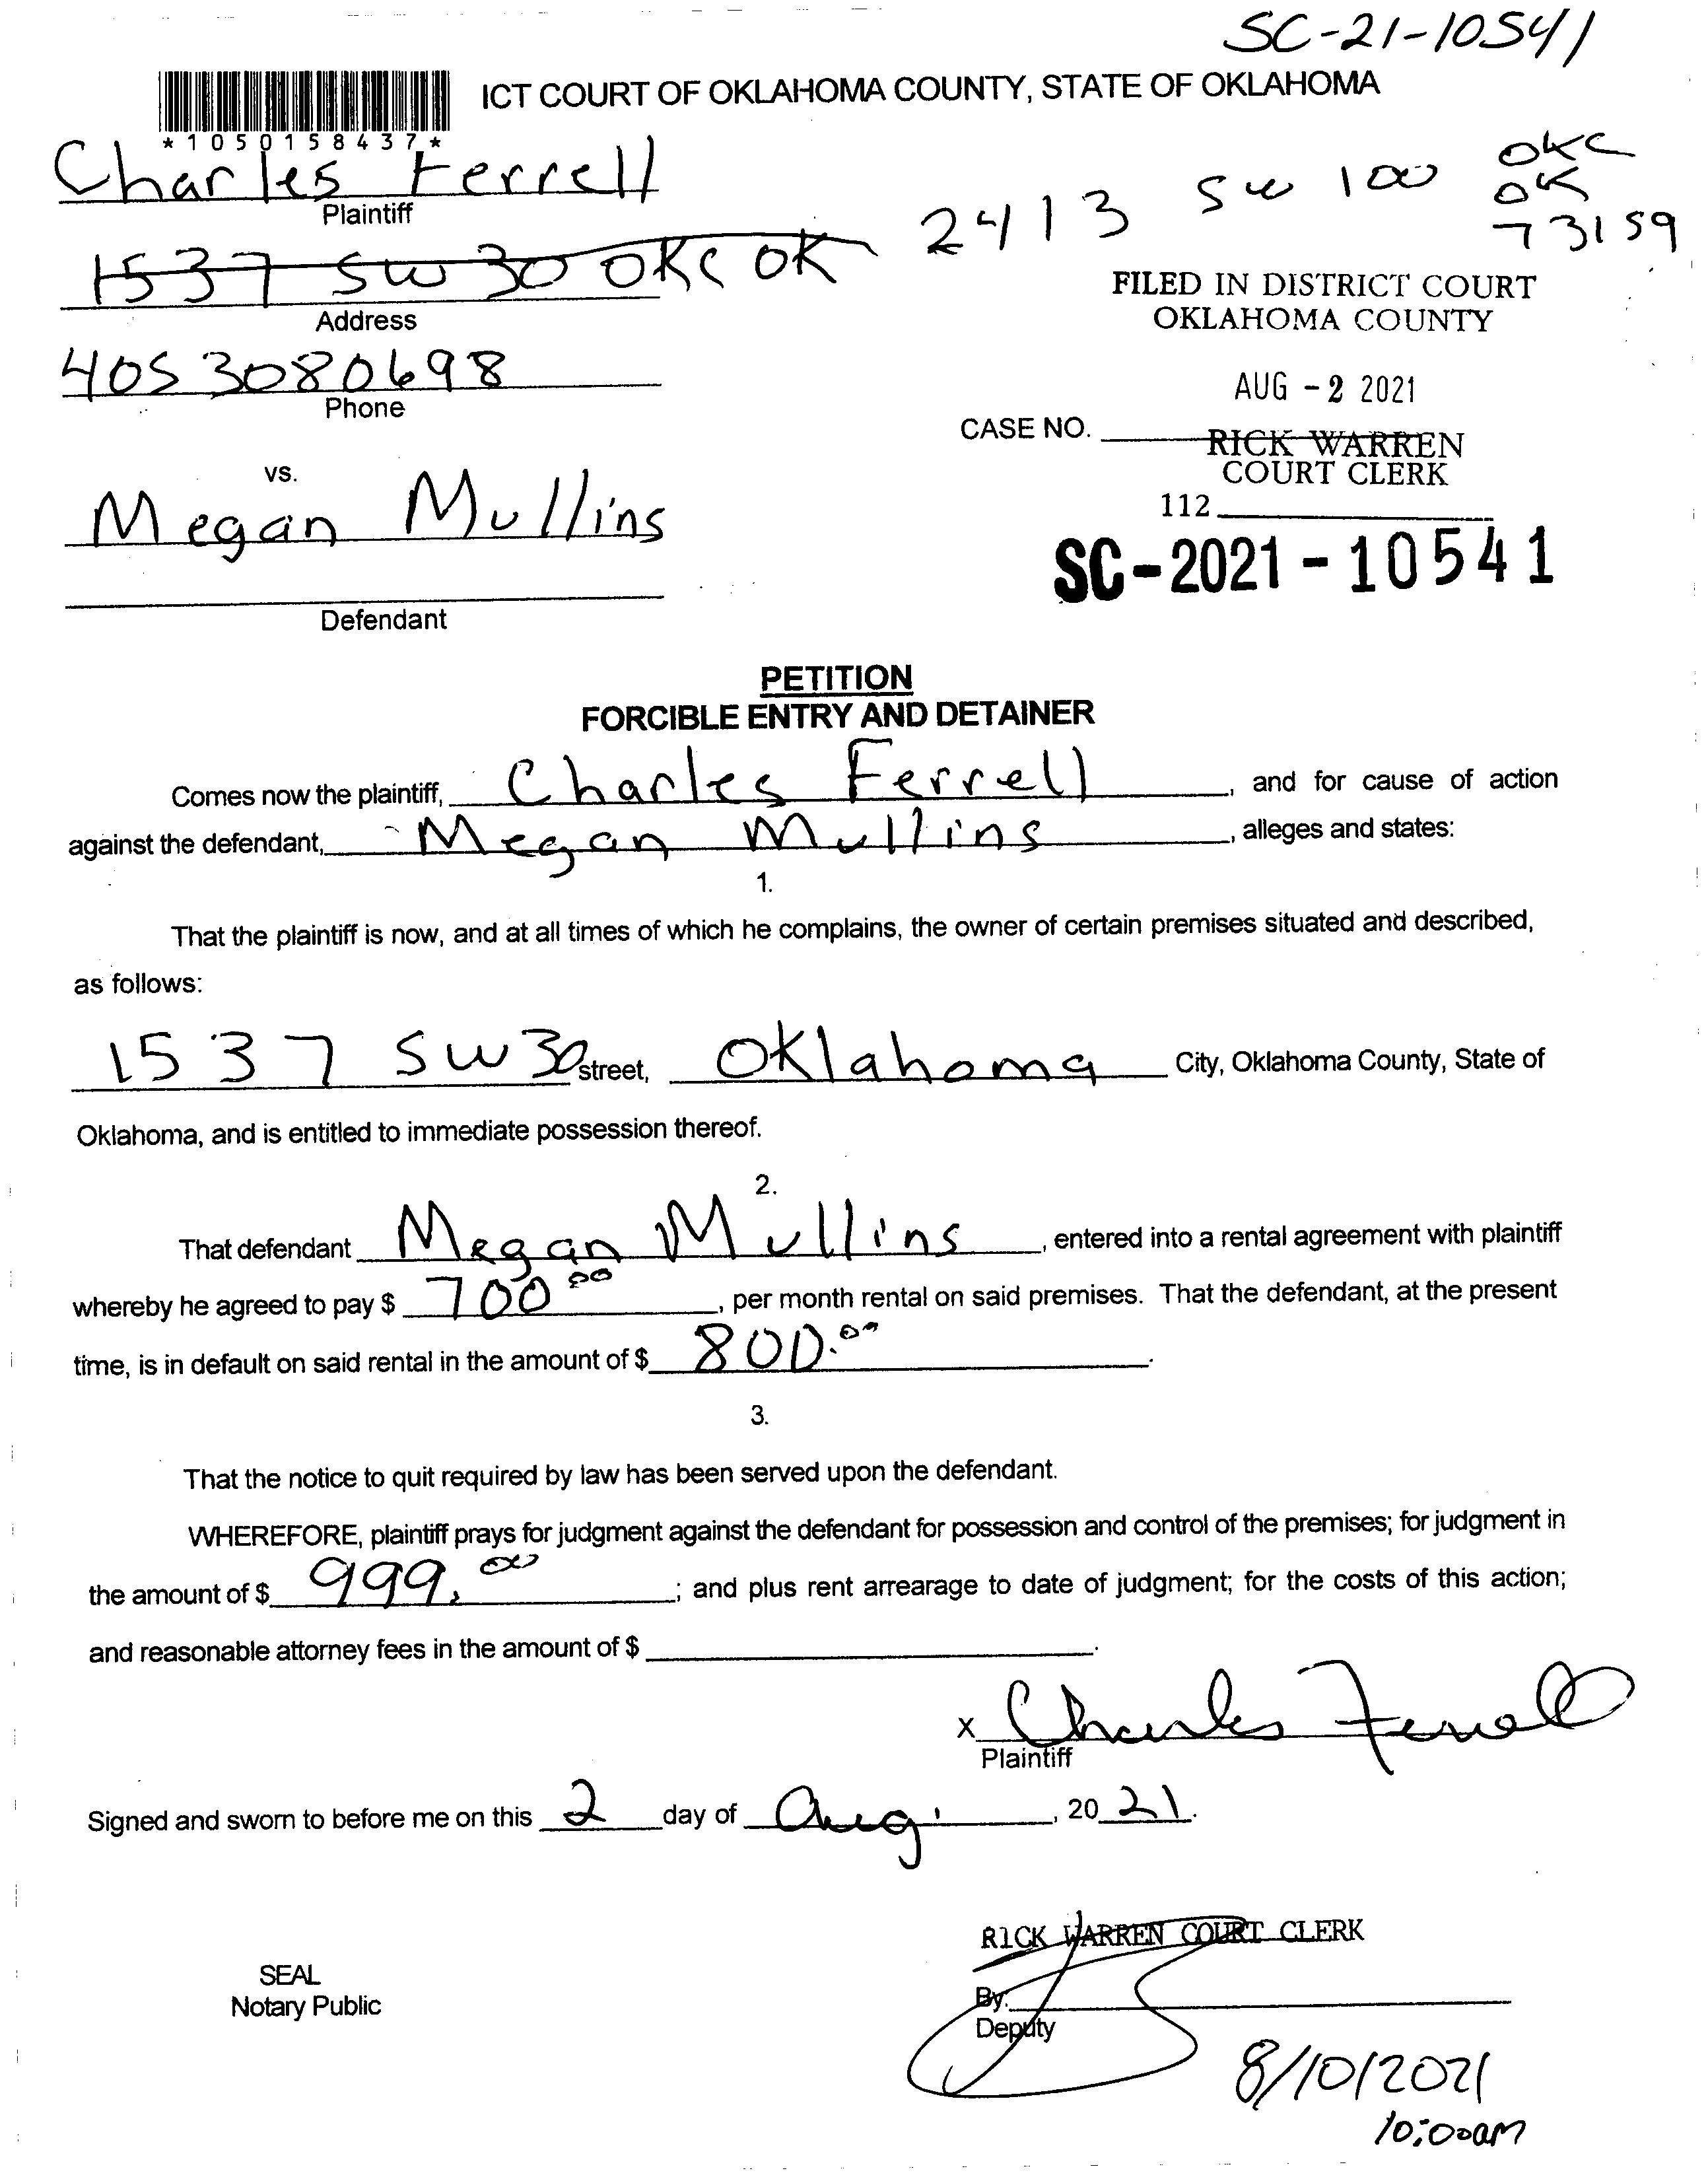 SC-21-10541
ICT COURT OF OKLAHOMA COUNTY, STATE OF OKLAHOMA
*1050158437*
Charles Ferrell
Plaintiff
2413 SW 100 OKC
OK
73159
1537 SW 30 OKC OK
Address
FILED IN DISTRICT COURT
OKLAHOMA COUNTY
4053080698
Phone
AUG - 2 2021
CASE NO.
RICK WARREN
COURT CLERK
vs.
112
Megan Mullins
SC-2021-10541
Defendant
PETITION
FORCIBLE ENTRY AND DETAINER
Comes now the plaintiff, Charles Ferrell, and for cause of action
against the defendant, Megan Mullins, alleges and states:
1.
That the plaintiff is now, and at all times of which he complains, the owner of certain premises situated and described,
as follows:
1537 SW 30 street, Oklahoma City, Oklahoma County, State of
Oklahoma, and is entitled to immediate possession thereof.
2.
That defendant Megan Mullins, entered into a rental agreement with plaintiff
whereby he agreed to pay $ 700 00, per month rental on said premises. That the defendant, at the present
time, is in default on said rental in the amount of $ 800.00.
3.
That the notice to quit required by law has been served upon the defendant.
WHEREFORE, plaintiff prays for judgment against the defendant for possession and control of the premises; for judgment in
the amount of $ 999.00; and plus rent arrearage to date of judgment; for the costs of this action;
and reasonable attorney fees in the amount of $ .
X Charles Ferrell
Plaintiff
Signed and sworn to before me on this 2 day of Aug., 2021.
RICK WARREN COURT CLERK
SEAL
Notary Public
By:
Deputy
8/10/2021
10:00am